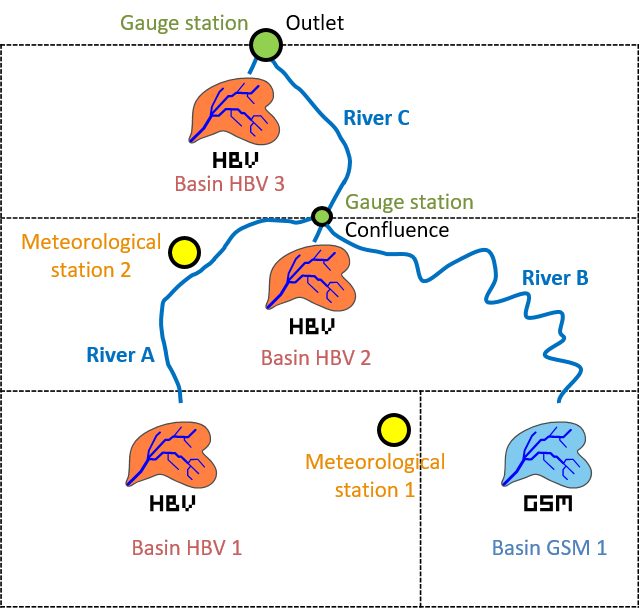 Gauge station
Outlet
River C
HBV
Basin HBV 3
Gauge station
Confluence
Meteorological
station 2
River B
HBV
Basin HBV 2
River A
Meteorological
station 1
HBV
GSM
Basin HBV 1
Basin GSM 1